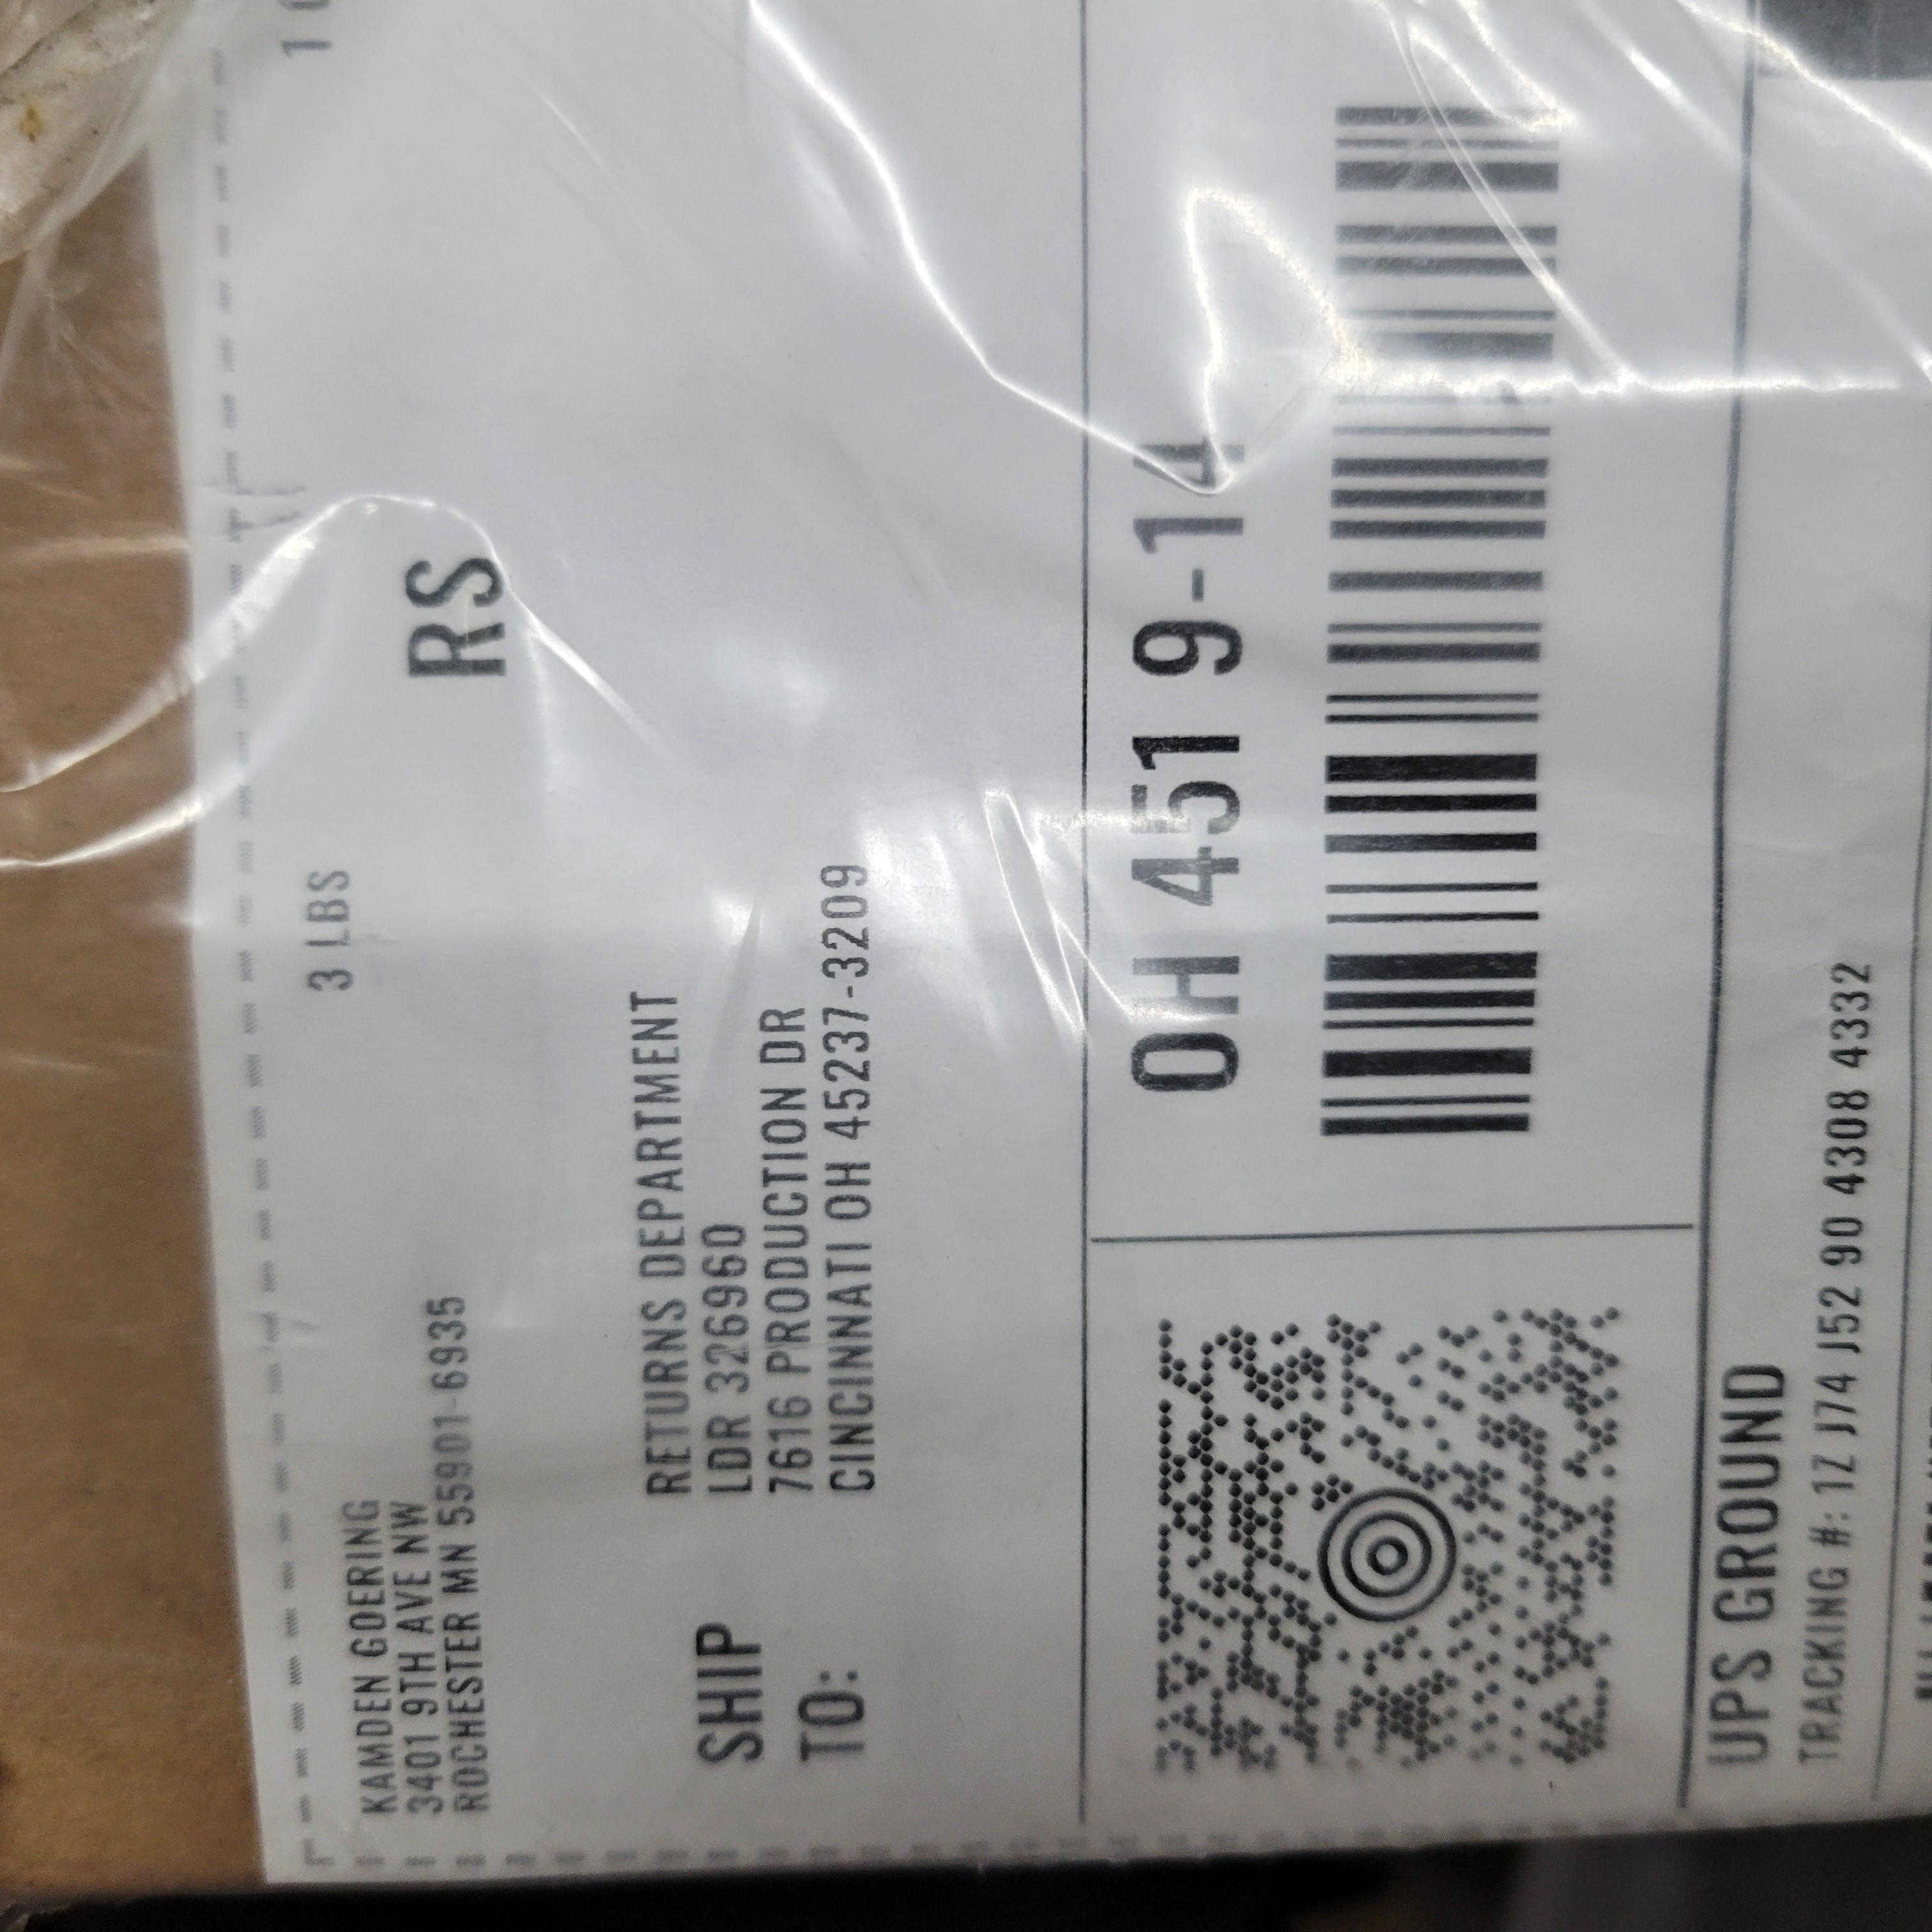 KAMDEN GOERING
3401 9TH AVE NW
ROCHESTER MN 55901-6935
3 LBS
1
RS
SHIP
TO:
RETURNS DEPARTMENT
LDR 326960
7616 PRODUCTION DR
CINCINNATI OH 45237-3209
OH 451 9-14
UPS GROUND
TRACKING #: 1Z J74 J52 90 4308 4332